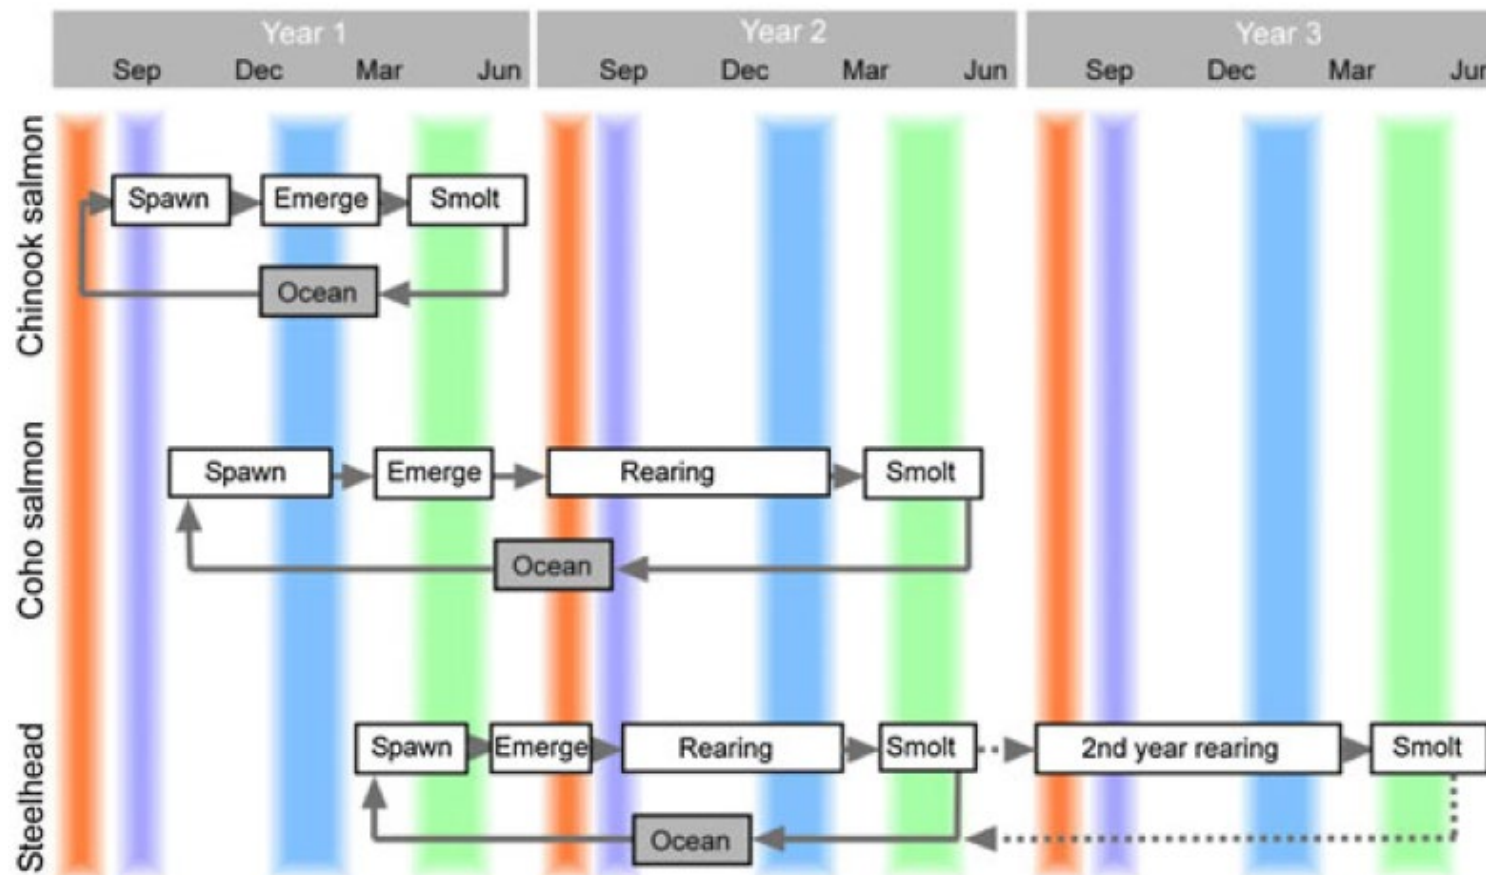 Year 1 Year 2 Year 3
Sep Dec Mar Jun Sep Dec Mar Jun Sep Dec Mar Jun
Chinook salmon
Spawn Emerge Smolt
Ocean
Coho salmon
Spawn Emerge Rearing Smolt
Ocean
Steelhead
Spawn Emerge Rearing Smolt 2nd year rearing Smolt
Ocean